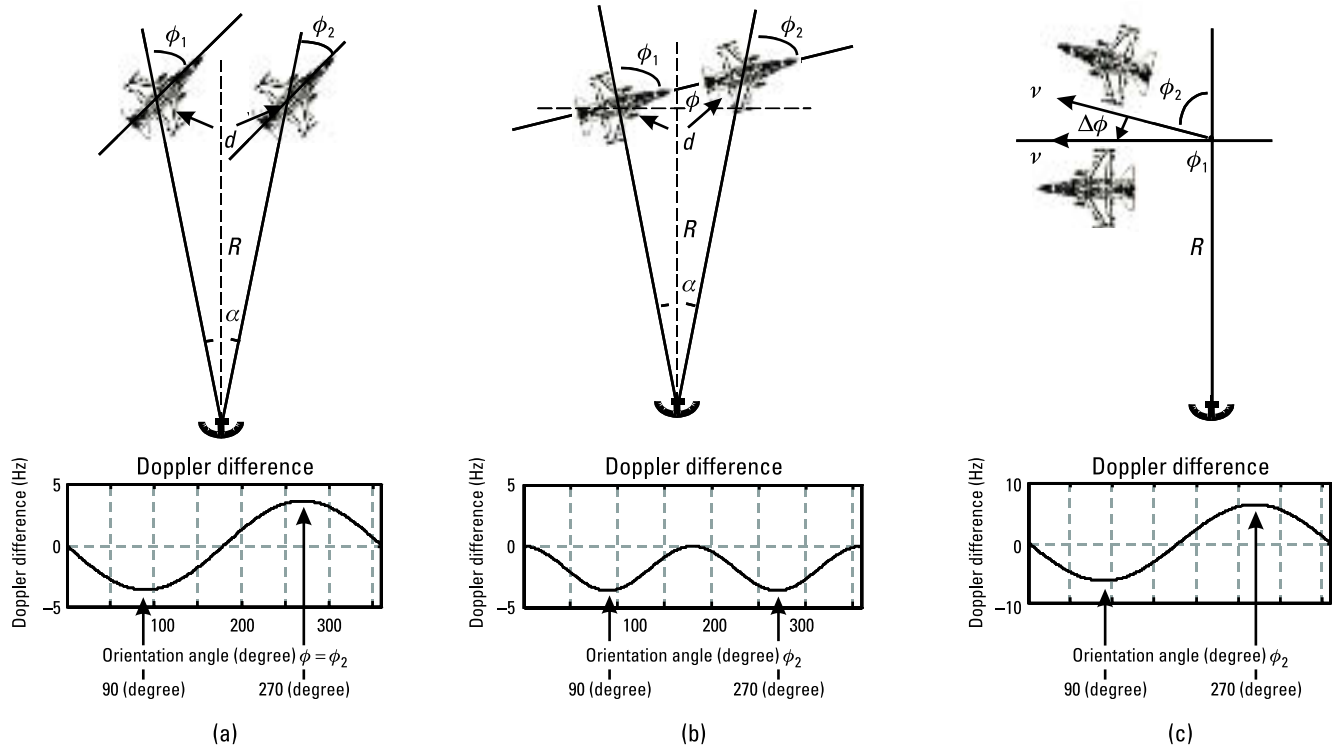 ϕ1
ϕ2
d
R
α
Doppler difference
Doppler difference (Hz)
5
0
–5
100
200
300
Orientation angle (degree) ϕ = ϕ2
90 (degree)
270 (degree)
(a)
ϕ1
ϕ2
ϕ
d
R
α
Doppler difference
Doppler difference (Hz)
5
0
–5
100
200
300
Orientation angle (degree) ϕ2
90 (degree)
270 (degree)
(b)
ν
ϕ2
Δϕ
ν
ϕ1
R
Doppler difference
Doppler difference (Hz)
10
0
–10
Orientation angle (degree) ϕ2
90 (degree)
270 (degree)
(c)